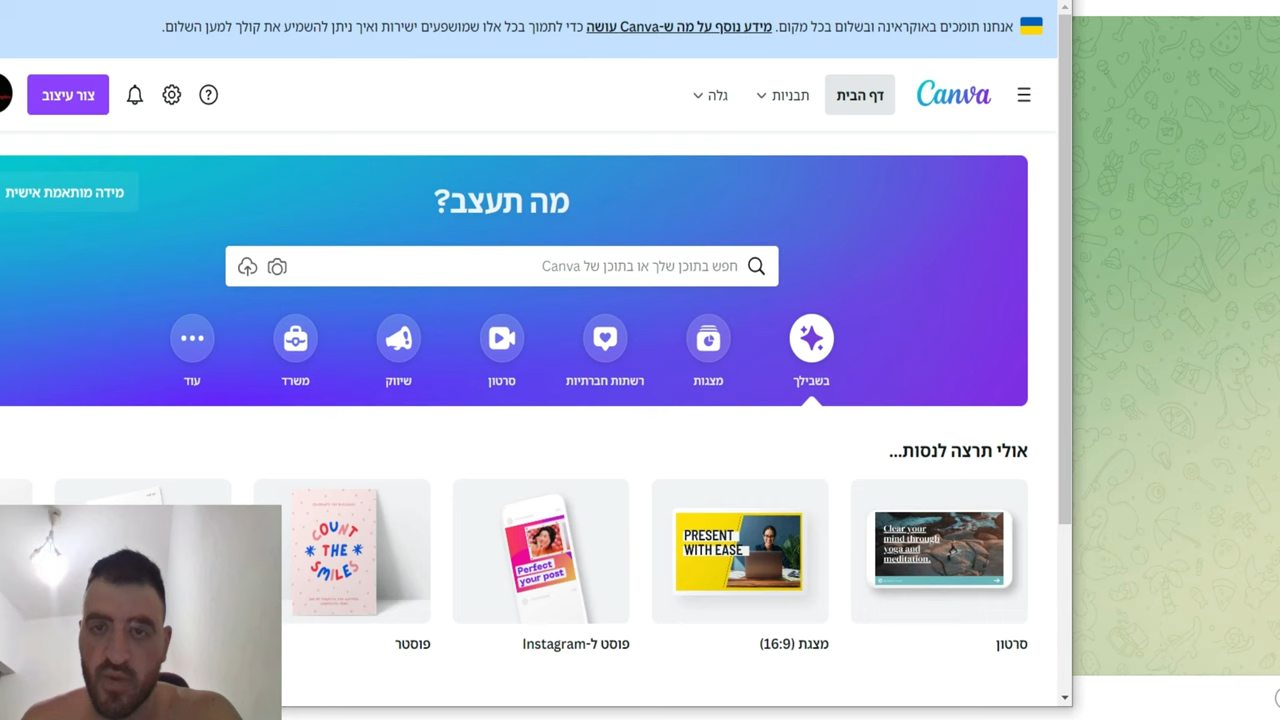 אנחנו תומכים באוקראינה ובשלום בכל מקום. מידע נוסף על מה ש-Canva עושה כדי לתמוך בכל אלו שמושפעים ישירות ואיך ניתן להשמיע את קולך למען השלום.
Canva
דף הבית
תבניות
גלה
צור עיצוב
מידה מותאמת אישית
מה תעצב?
חפש בתוכן שלך או בתוכן של Canva
בשבילך
מצגות
רשתות חברתיות
סרטון
שיווק
משרד
עוד
אולי תרצה לנסות...
Clear your
mind through
yoga and
meditation.
PRESENT
WITH EASE
Perfect
your post
COUNT
THE
SMILES
סרטון
מצגת (16:9)
פוסט ל-Instagram
פוסטר